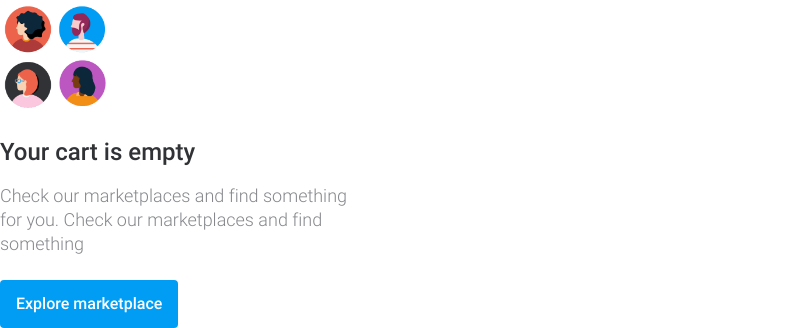 Your cart is empty
Check our marketplaces and find something
for you. Check our marketplaces and find
something
Explore marketplace